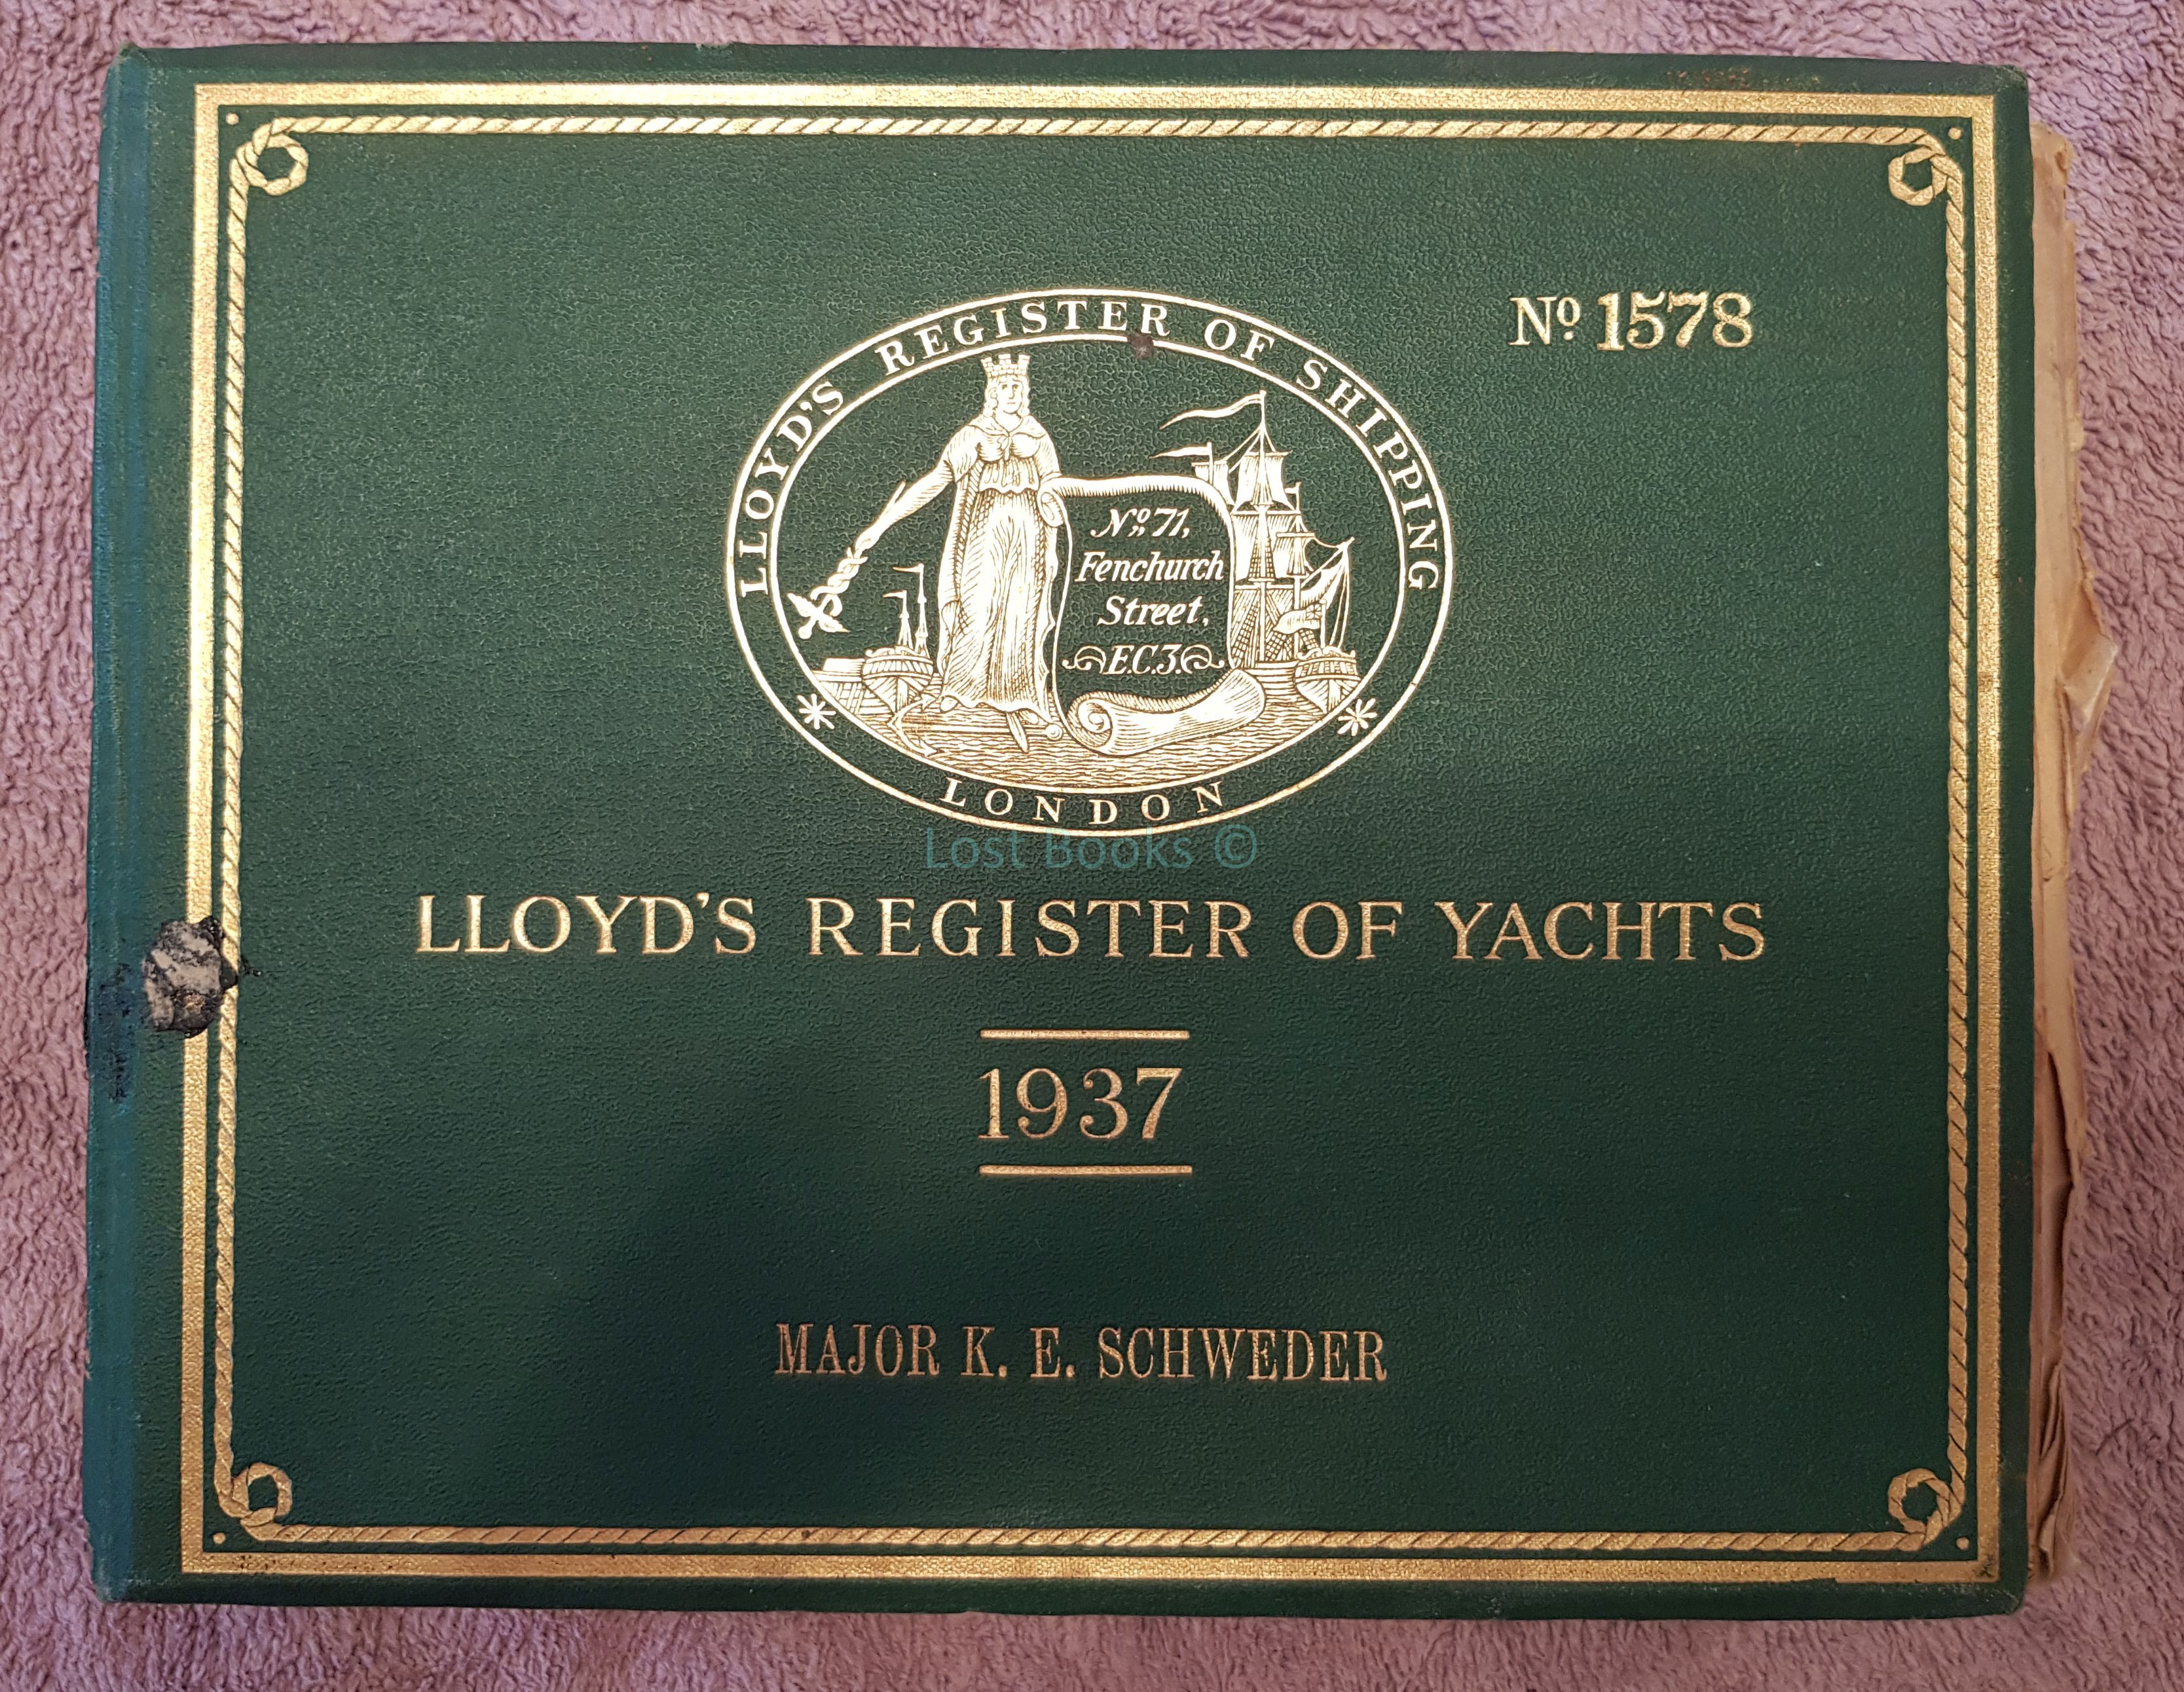 Nº 1578
LLOYD'S REGISTER OF SHIPPING
Nº 71,
Fenchurch
Street,
E.C.3.
LONDON
Lost Books ©
LLOYD'S REGISTER OF YACHTS
1937
MAJOR K. E. SCHWEDER